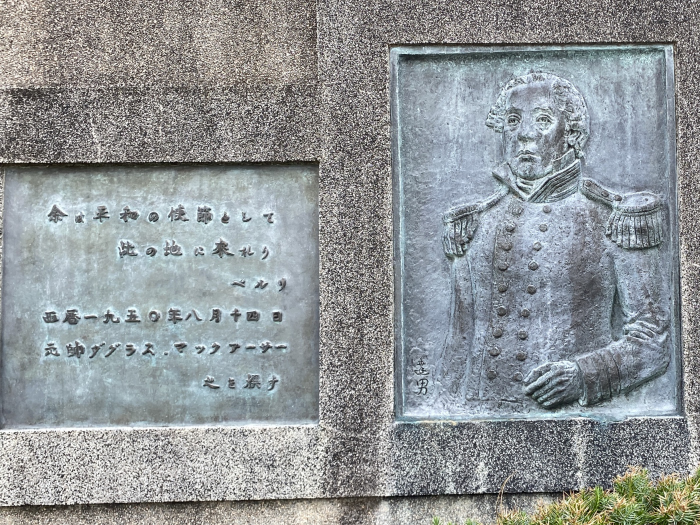 余は平和の使節として
此の地に来れり
ペルリ
西暦一九五〇年八月十四日
元帥ダグラス.マックアーサー
之を

男